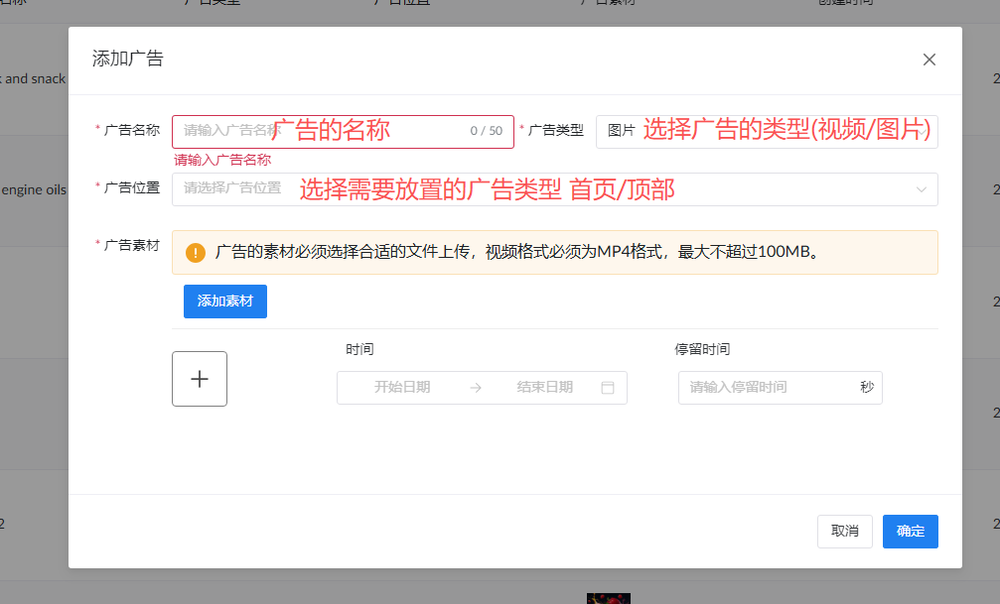 名称 广告类型 广告位置 广告素材 创建时间
添加广告
and snack
* 广告名称 请输入广告名称 广告的名称 0 / 50 * 广告类型 图片 选择广告的类型(视频/图片)
请输入广告名称
engine oils
* 广告位置 请选择广告位置 选择需要放置的广告类型 首页/顶部
* 广告素材 广告的素材必须选择合适的文件上传，视频格式必须为MP4格式，最大不超过100MB。
添加素材
时间 停留时间
开始日期 → 结束日期 请输入停留时间 秒
2
取消 确定